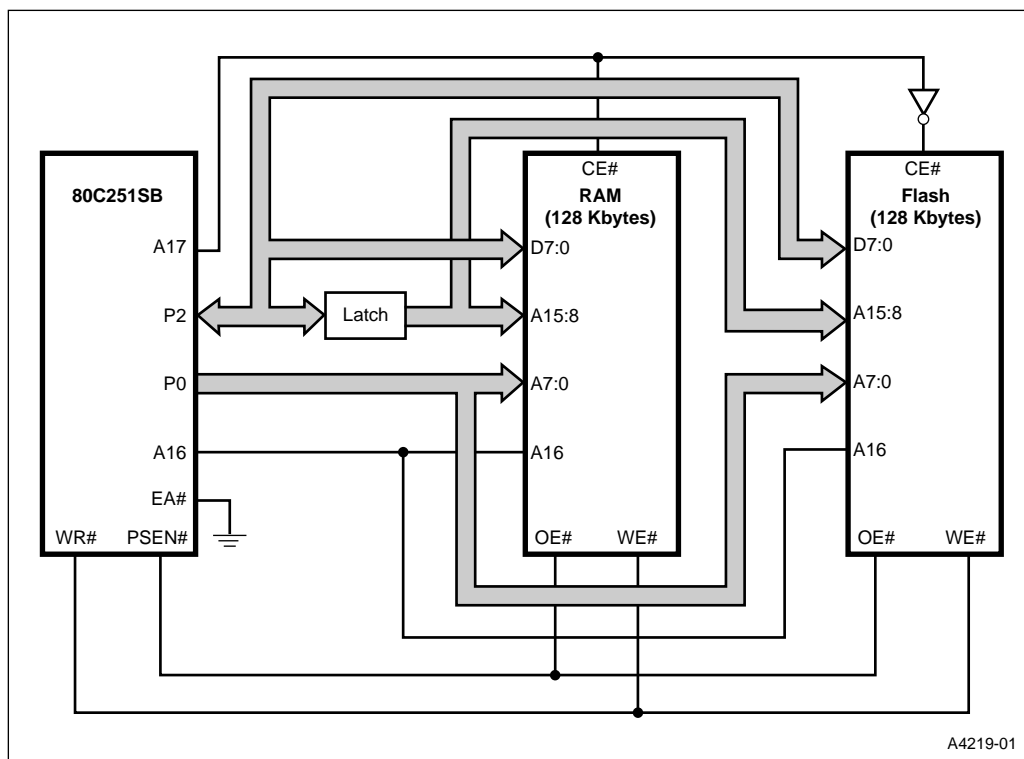 80C251SB
A17
P2
P0
A16
EA#
WR#
PSEN#
Latch
CE#
RAM
(128 Kbytes)
D7:0
A15:8
A7:0
A16
OE#
WE#
CE#
Flash
(128 Kbytes)
D7:0
A15:8
A7:0
A16
OE#
WE#
A4219-01